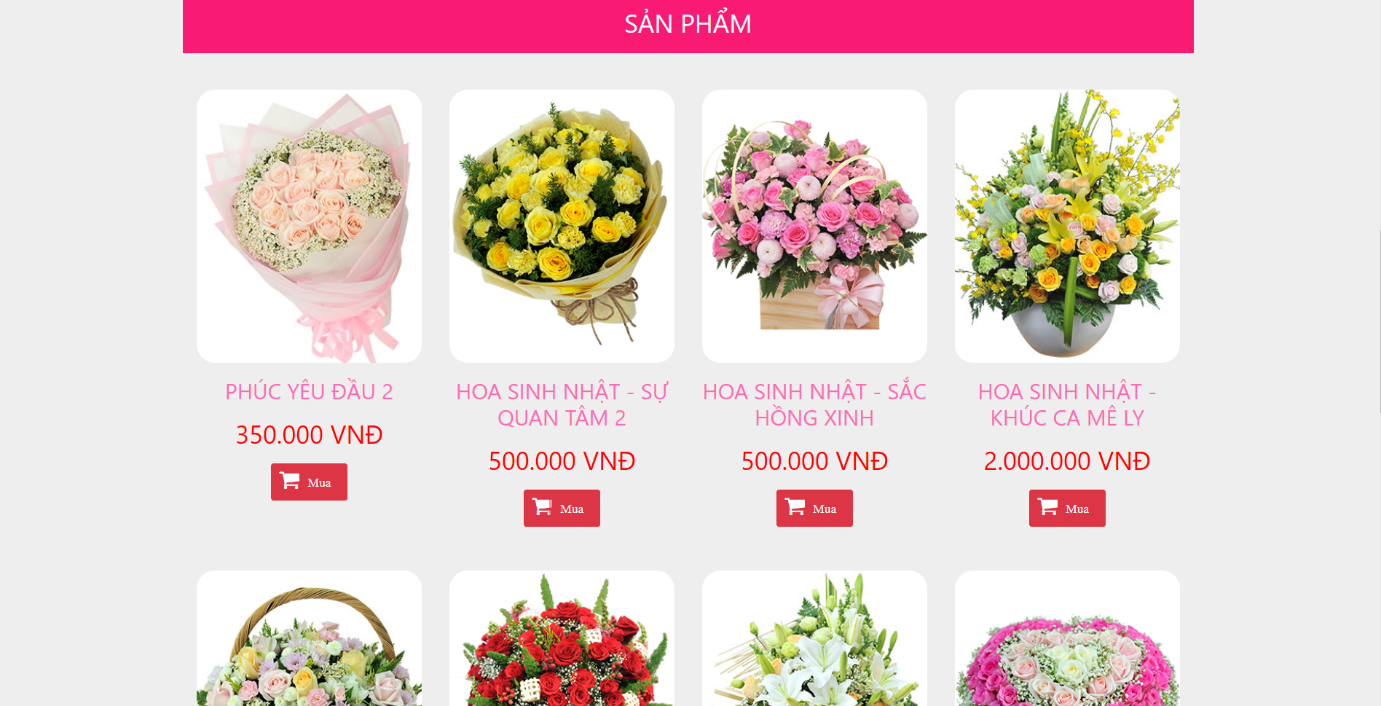 SẢN PHẨM
PHÚC YÊU ĐẦU 2
350.000 VNĐ
Mua
HOA SINH NHẬT - SỰ
QUAN TÂM 2
500.000 VNĐ
Mua
HOA SINH NHẬT - SẮC
HỒNG XINH
500.000 VNĐ
Mua
HOA SINH NHẬT -
KHÚC CA MÊ LY
2.000.000 VNĐ
Mua